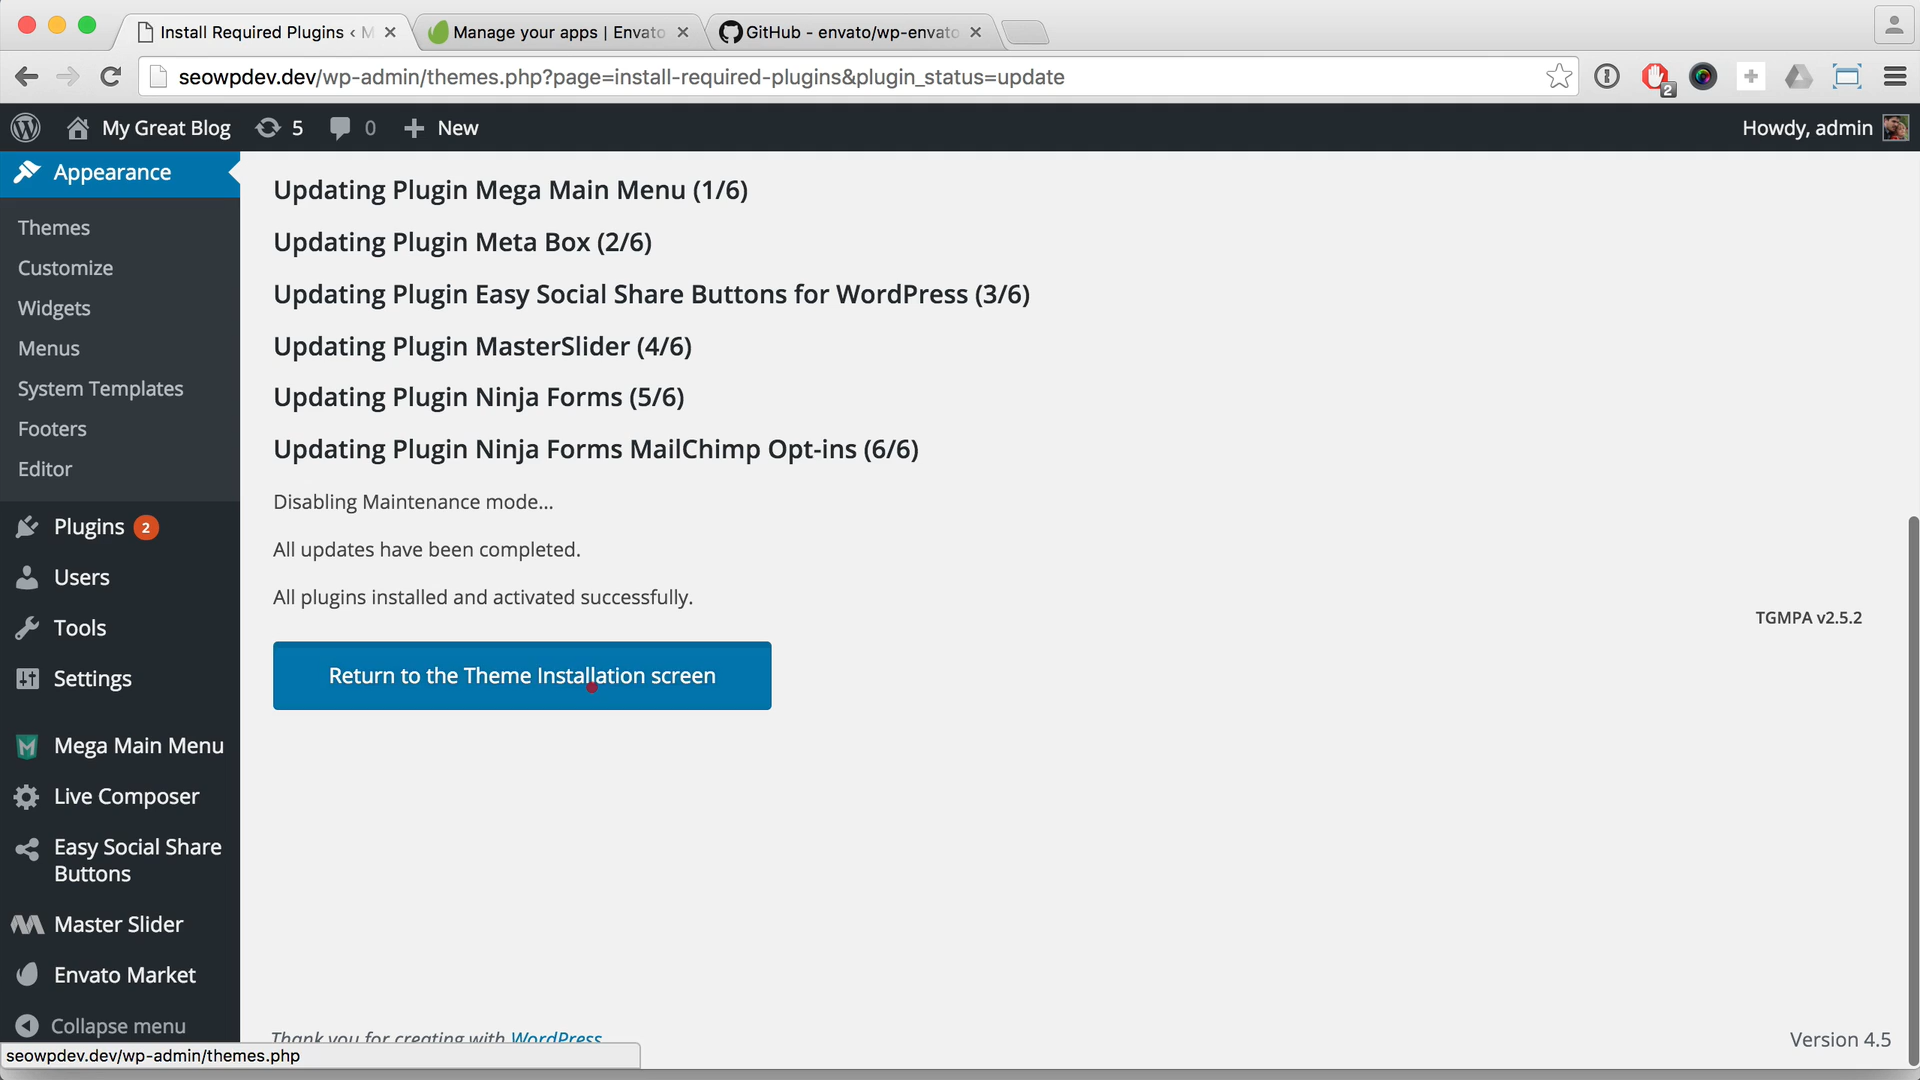 Install Required Plugins ‹ M
Manage your apps | Envato
GitHub - envato/wp-envato
seowpdev.dev/wp-admin/themes.php?page=install-required-plugins&plugin_status=update
2
My Great Blog
5
0
New
Howdy, admin
Appearance
Themes
Customize
Widgets
Menus
System Templates
Footers
Editor
Plugins 2
Users
Tools
Settings
Mega Main Menu
Live Composer
Easy Social Share
Buttons
Master Slider
Envato Market
Collapse menu
Updating Plugin Mega Main Menu (1/6)
Updating Plugin Meta Box (2/6)
Updating Plugin Easy Social Share Buttons for WordPress (3/6)
Updating Plugin MasterSlider (4/6)
Updating Plugin Ninja Forms (5/6)
Updating Plugin Ninja Forms MailChimp Opt-ins (6/6)
Disabling Maintenance mode...
All updates have been completed.
All plugins installed and activated successfully.
TGMPA v2.5.2
Return to the Theme Installation screen
Thank you for creating with WordPress
Version 4.5
seowpdev.dev/wp-admin/themes.php